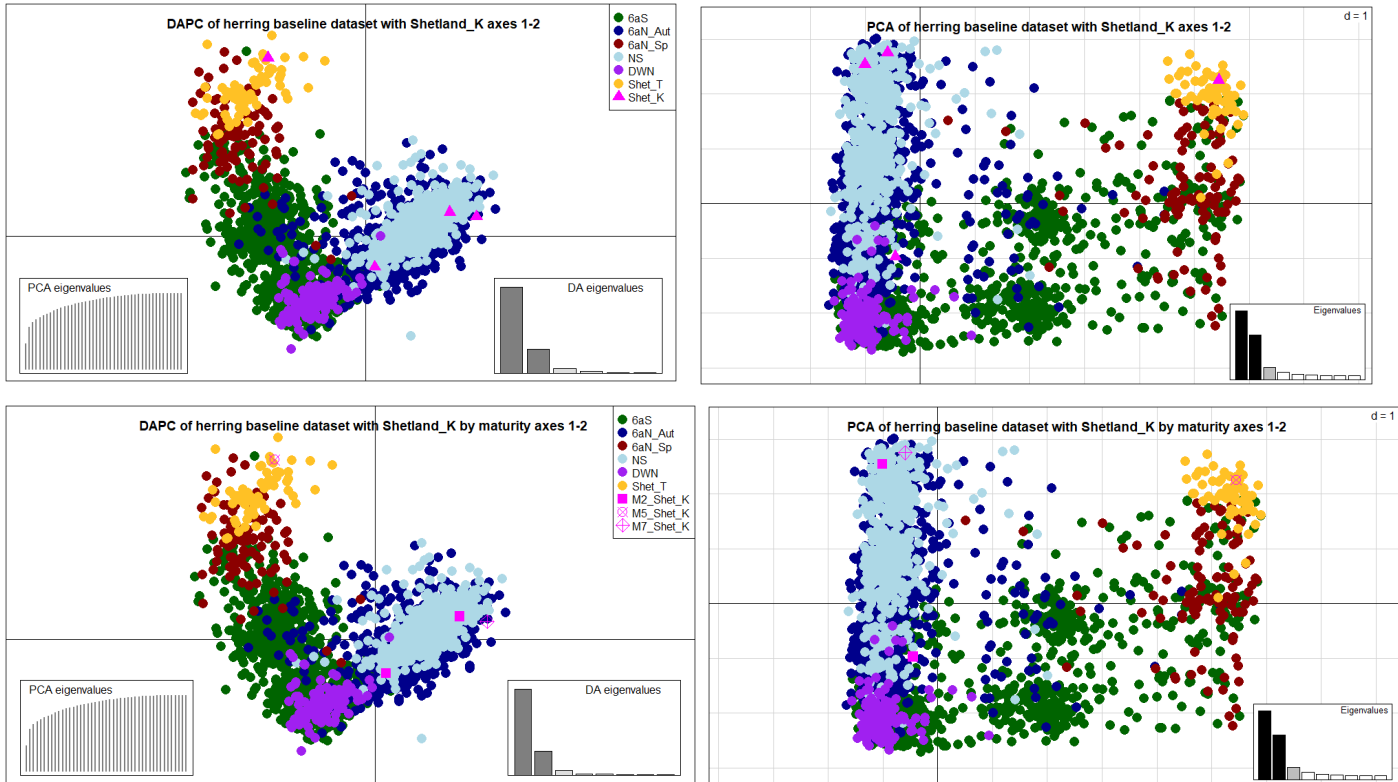 DAPC of herring baseline dataset with Shetland_K axes 1-2
6aS
6aN_Aut
6aN_Sp
NS
DWN
Shet_T
Shet_K
PCA eigenvalues
DA eigenvalues
PCA of herring baseline dataset with Shetland_K axes 1-2
d = 1
Eigenvalues
DAPC of herring baseline dataset with Shetland_K by maturity axes 1-2
6aS
6aN_Aut
6aN_Sp
NS
DWN
Shet_T
M2_Shet_K
M5_Shet_K
M7_Shet_K
PCA eigenvalues
DA eigenvalues
PCA of herring baseline dataset with Shetland_K by maturity axes 1-2
d = 1
Eigenvalues